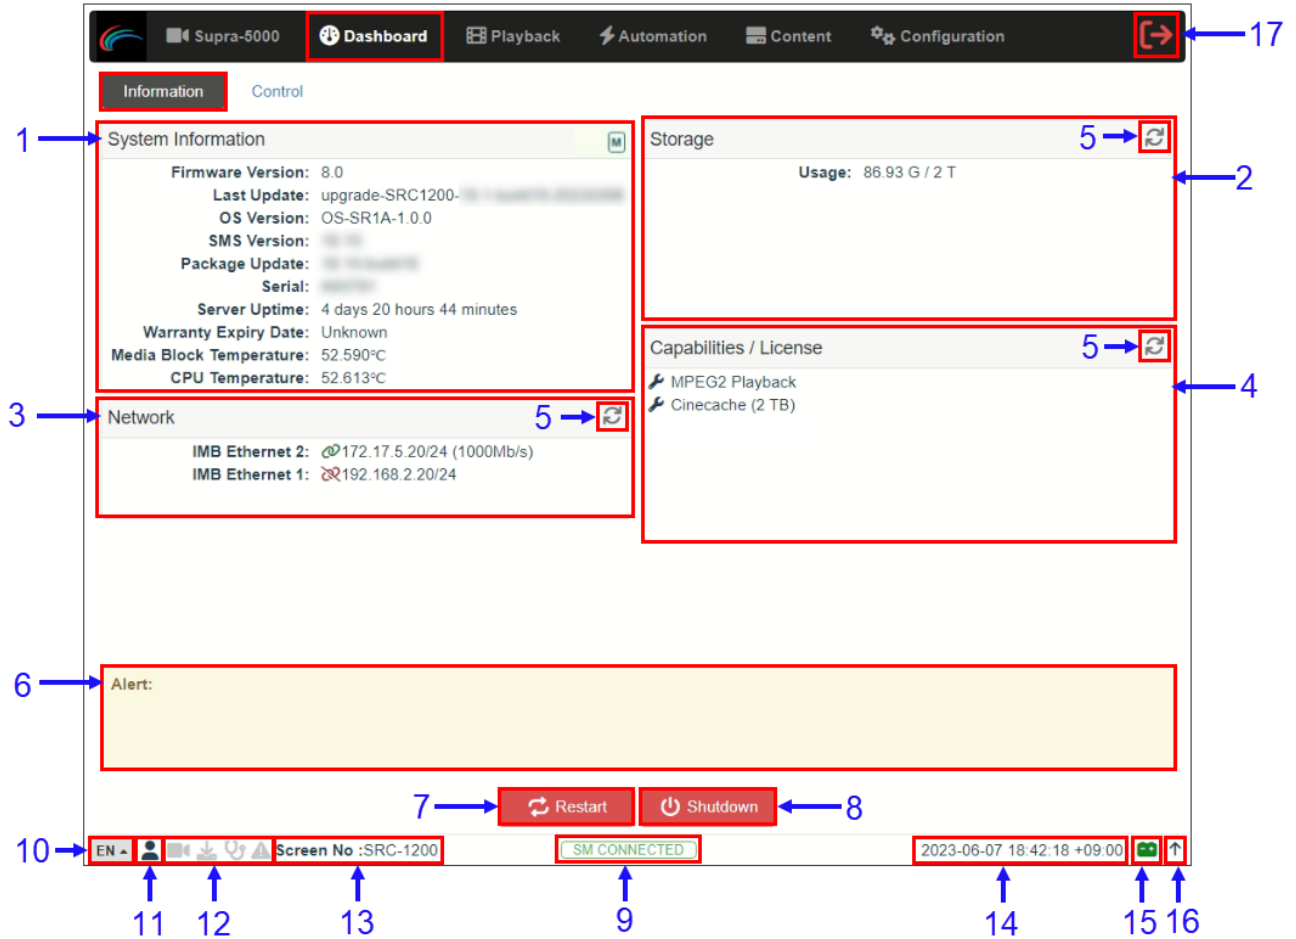 Supra-5000 Dashboard Playback Automation Content Configuration 17
Information Control
1 System Information M
Firmware Version: 8.0
Last Update: upgrade-SRC1200-
OS Version: OS-SR1A-1.0.0
SMS Version:
Package Update:
Serial:
Server Uptime: 4 days 20 hours 44 minutes
Warranty Expiry Date: Unknown
Media Block Temperature: 52.590°C
CPU Temperature: 52.613°C
Storage 5
Usage: 86.93 G / 2 T 2
3 Network 5
IMB Ethernet 2: 172.17.5.20/24 (1000Mb/s)
IMB Ethernet 1: 192.168.2.20/24
Capabilities / License 5
MPEG2 Playback 4
Cinecache (2 TB)
6 Alert:
7 Restart Shutdown 8
10 EN Screen No :SRC-1200 SM CONNECTED 2023-06-07 18:42:18 +09:00
11 12 13 9 14 15 16